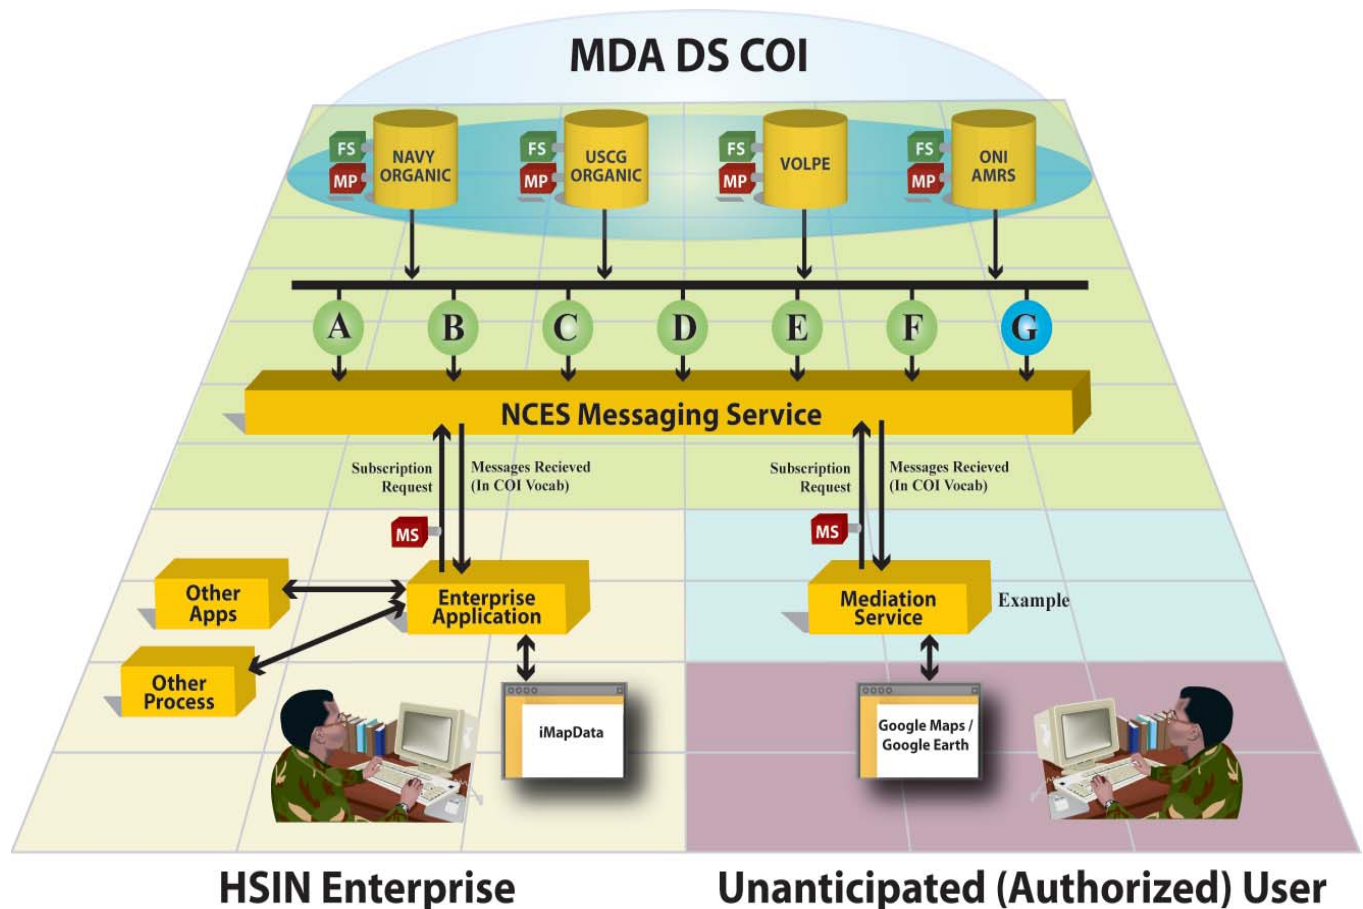 MDA DS COI
FS
MP
NAVY
ORGANIC
FS
MP
USCG
ORGANIC
FS
MP
VOLPE
FS
MP
ONI
AMRS
A
B
C
D
E
F
G
NCES Messaging Service
Subscription
Request
Messages Recieved
(In COI Vocab)
Subscription
Request
Messages Recieved
(In COI Vocab)
MS
MS
Other
Apps
Enterprise
Application
Mediation
Service
Example
Other
Process
iMapData
Google Maps /
Google Earth
HSIN Enterprise
Unanticipated (Authorized) User